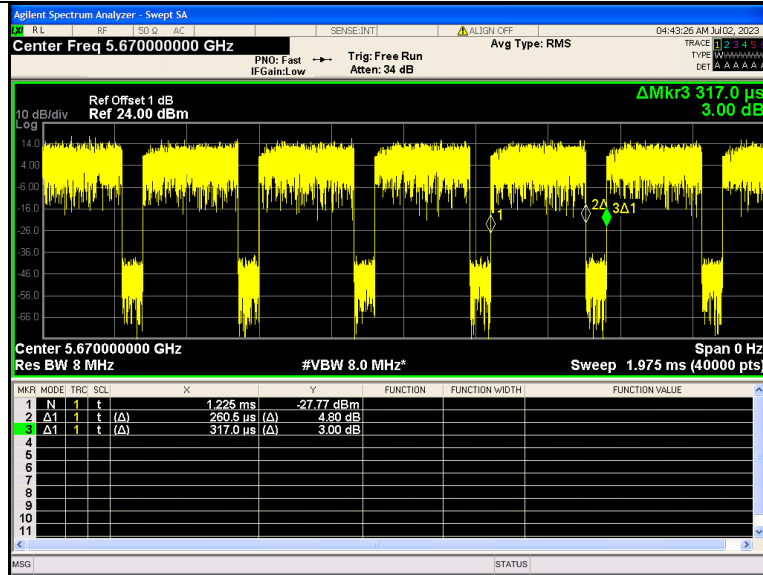 Agilent Spectrum Analyzer - Swept SA
LXI RL RF 50 Ω AC SENSE:INT ALIGN OFF 04:43:26 AM Jul 02, 2023
Center Freq 5.670000000 GHz
PNO: Fast
IFGain:Low
Trig: Free Run
Atten: 34 dB
Avg Type: RMS
TRACE 1 2 3 4 5
TYPE
DET A A A A A
ΔMkr3 317.0 µs
3.00 dB
Ref Offset 1 dB
10 dB/div Ref 24.00 dBm
Log
14.0
4.00
-6.00
-16.0
-26.0
-36.0
-46.0
-56.0
-66.0
1
2Δ
3Δ1
Center 5.670000000 GHz Span 0 Hz
Res BW 8 MHz #VBW 8.0 MHz* Sweep 1.975 ms (40000 pts)
MKR MODE TRC SCL X Y FUNCTION FUNCTION WIDTH FUNCTION VALUE
1 N 1 t 1.225 ms -27.77 dBm
2 Δ1 1 t (Δ) 260.5 µs (Δ) 4.80 dB
3 Δ1 1 t (Δ) 317.0 µs (Δ) 3.00 dB
4
5
6
7
8
9
10
11
MSG STATUS